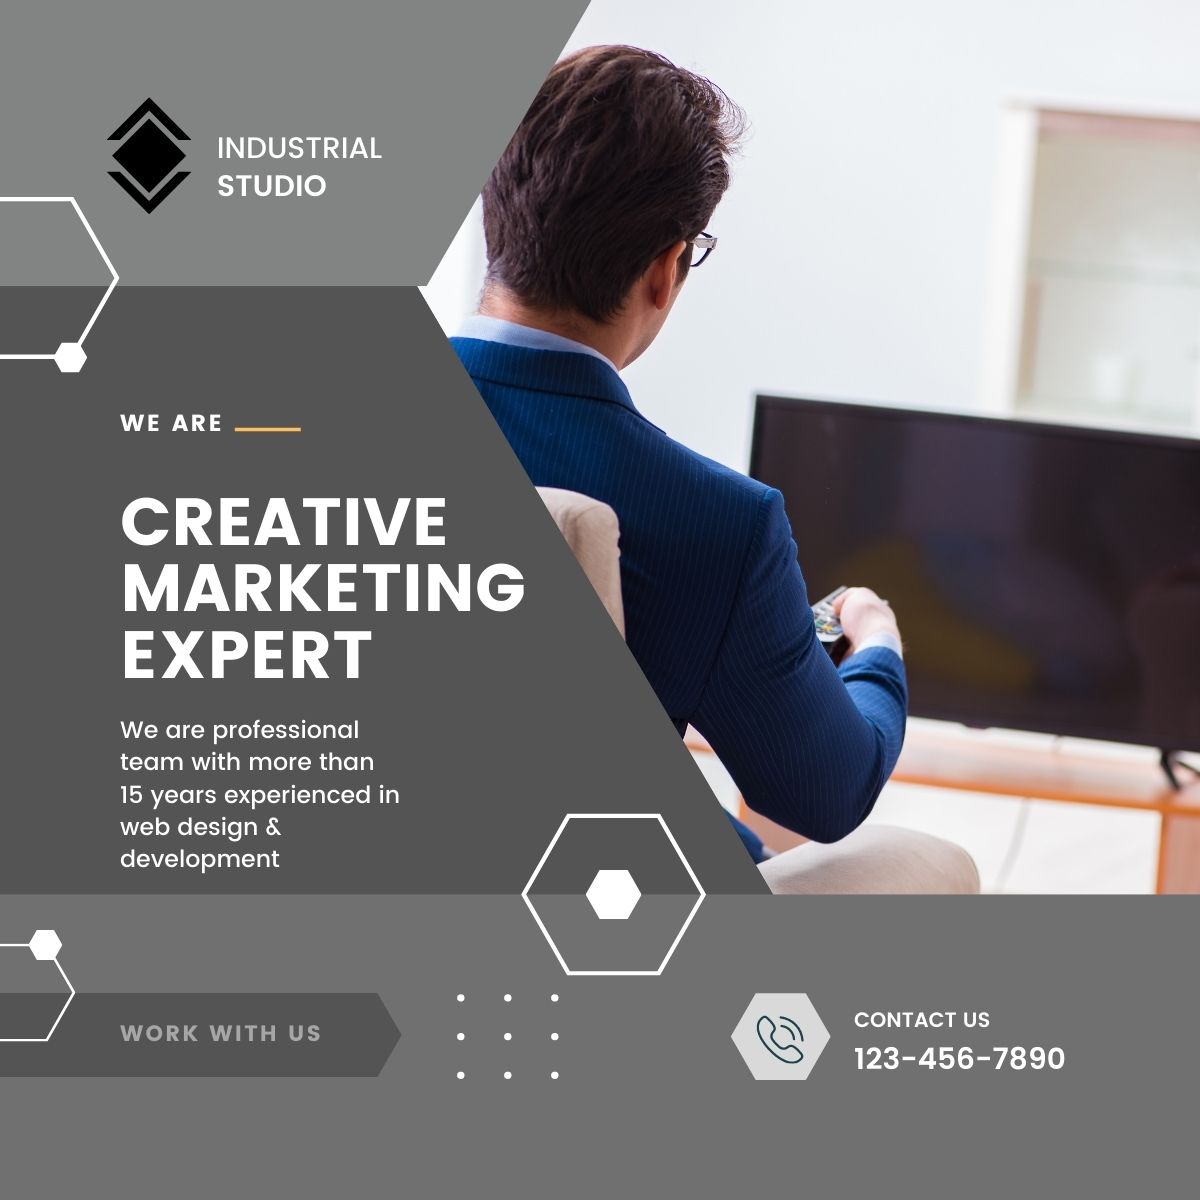 INDUSTRIAL
STUDIO
WE ARE
CREATIVE
MARKETING
EXPERT
We are professional
team with more than
15 years experienced in
web design &
development
WORK WITH US
CONTACT US
123-456-7890